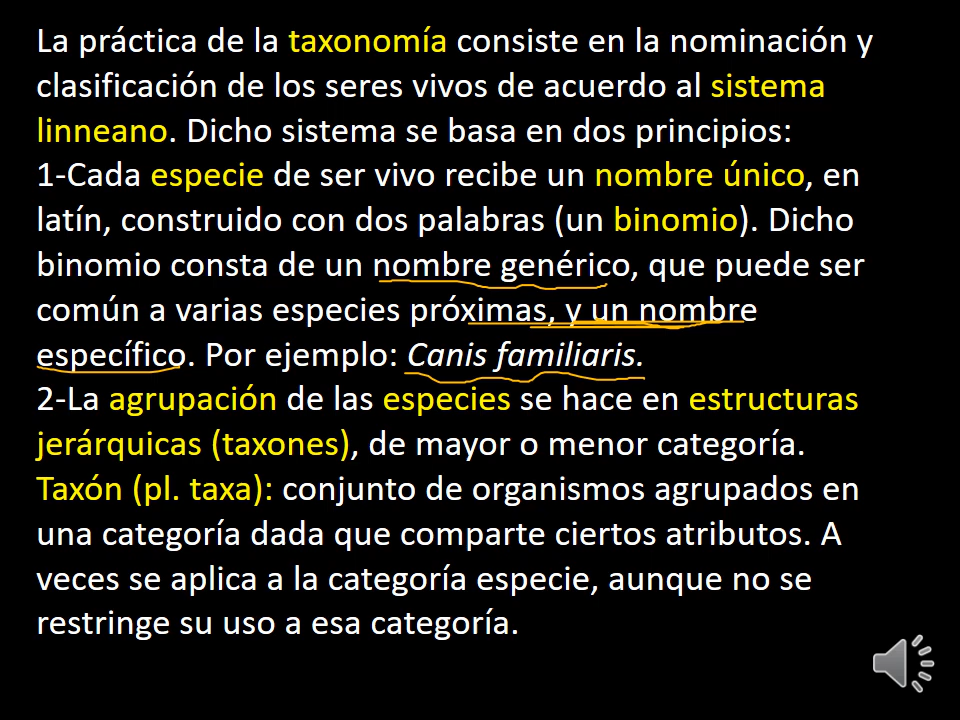 La práctica de la taxonomía consiste en la nominación y
clasificación de los seres vivos de acuerdo al sistema
linneano. Dicho sistema se basa en dos principios:
1-Cada especie de ser vivo recibe un nombre único, en
latín, construido con dos palabras (un binomio). Dicho
binomio consta de un nombre genérico, que puede ser
común a varias especies próximas, y un nombre
específico. Por ejemplo: Canis familiaris.
2-La agrupación de las especies se hace en estructuras
jerárquicas (taxones), de mayor o menor categoría.
Taxón (pl. taxa): conjunto de organismos agrupados en
una categoría dada que comparte ciertos atributos. A
veces se aplica a la categoría especie, aunque no se
restringe su uso a esa categoría.